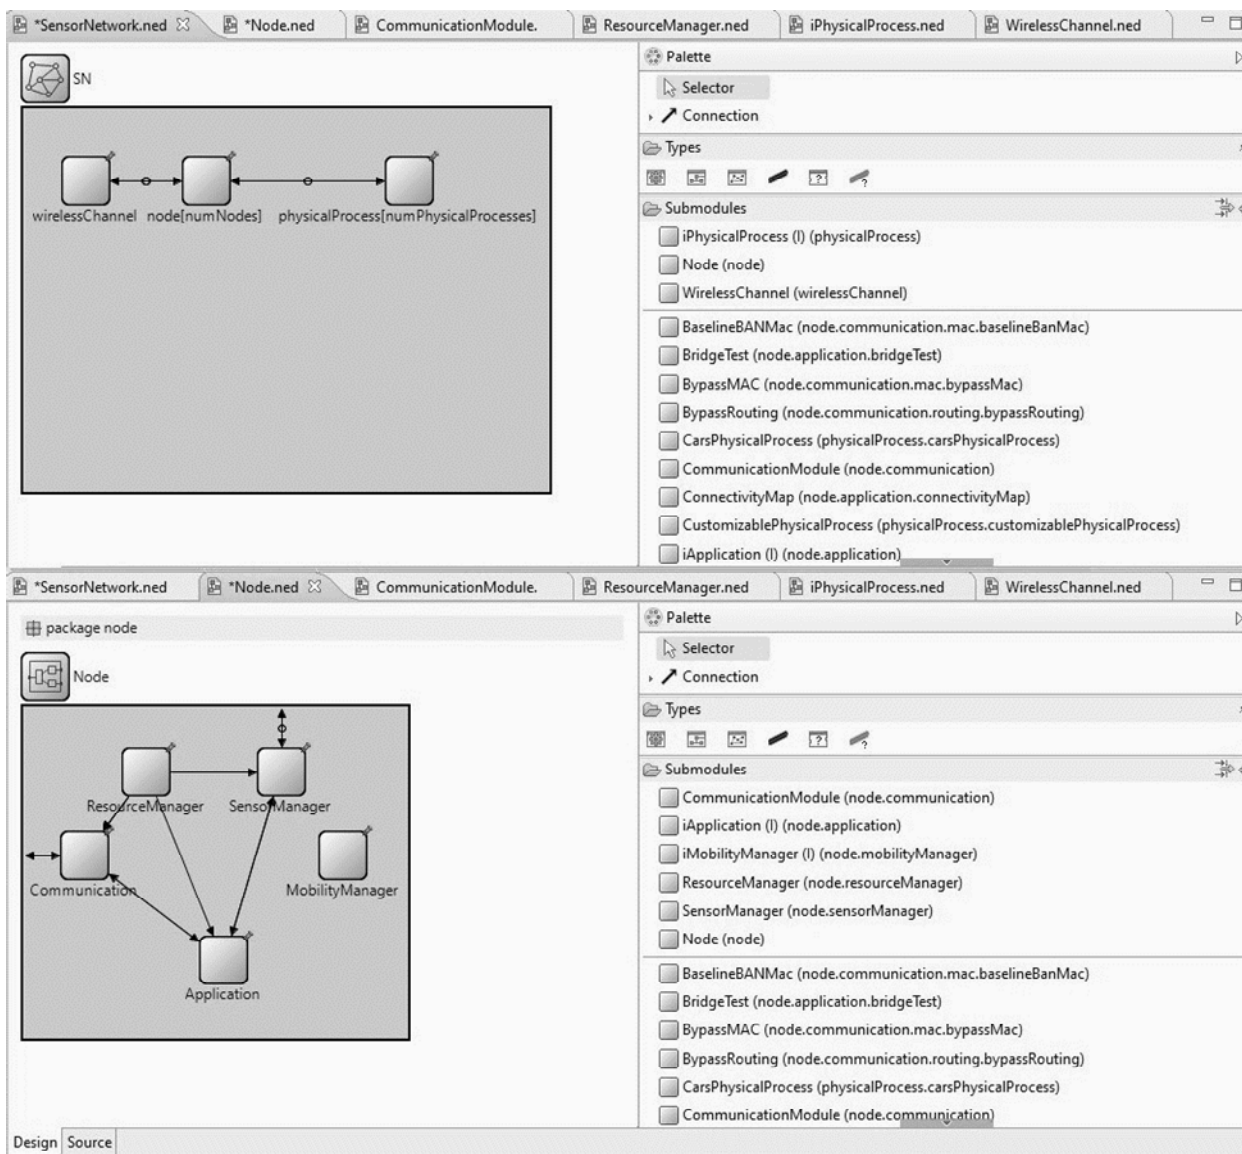 *SensorNetwork.ned
*Node.ned
CommunicationModule.
ResourceManager.ned
iPhysicalProcess.ned
WirelessChannel.ned
SN
wirelessChannel
node[numNodes]
physicalProcess[numPhysicalProcesses]
Palette
Selector
Connection
Types
Submodules
iPhysicalProcess (I) (physicalProcess)
Node (node)
WirelessChannel (wirelessChannel)
BaselineBANMac (node.communication.mac.baselineBanMac)
BridgeTest (node.application.bridgeTest)
BypassMAC (node.communication.mac.bypassMac)
BypassRouting (node.communication.routing.bypassRouting)
CarsPhysicalProcess (physicalProcess.carsPhysicalProcess)
CommunicationModule (node.communication)
ConnectivityMap (node.application.connectivityMap)
CustomizablePhysicalProcess (physicalProcess.customizablePhysicalProcess)
iApplication (I) (node.application)
*SensorNetwork.ned
*Node.ned
CommunicationModule.
ResourceManager.ned
iPhysicalProcess.ned
WirelessChannel.ned
package node
Node
ResourceManager
SensorManager
Communication
MobilityManager
Application
Palette
Selector
Connection
Types
Submodules
CommunicationModule (node.communication)
iApplication (I) (node.application)
iMobilityManager (I) (node.mobilityManager)
ResourceManager (node.resourceManager)
SensorManager (node.sensorManager)
Node (node)
BaselineBANMac (node.communication.mac.baselineBanMac)
BridgeTest (node.application.bridgeTest)
BypassMAC (node.communication.mac.bypassMac)
BypassRouting (node.communication.routing.bypassRouting)
CarsPhysicalProcess (physicalProcess.carsPhysicalProcess)
CommunicationModule (node.communication)
Design
Source